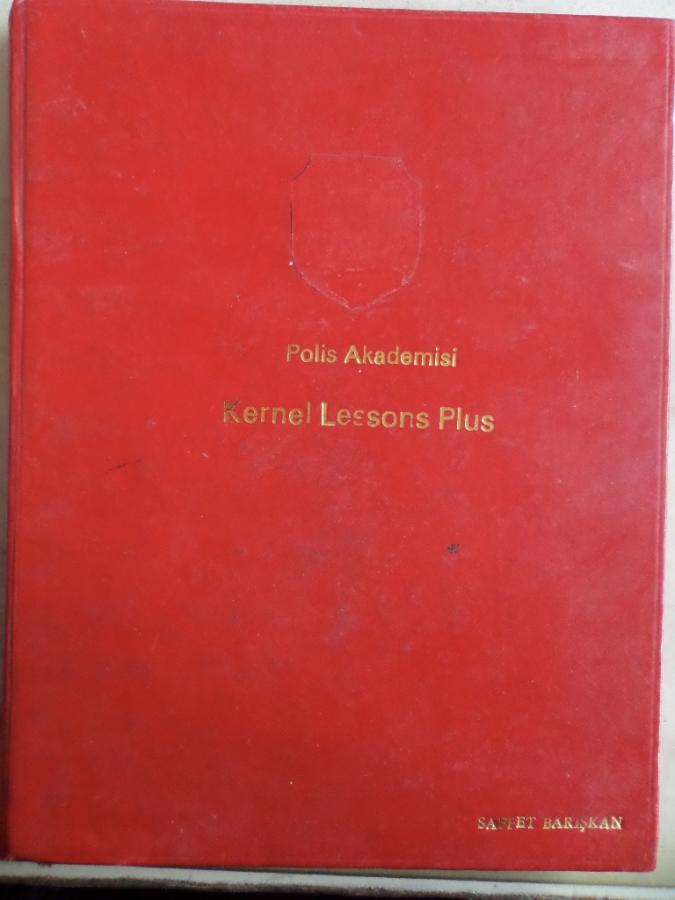 Polis Akademisi
Kernel Lessons Plus
SAFFET BARIŞKAN